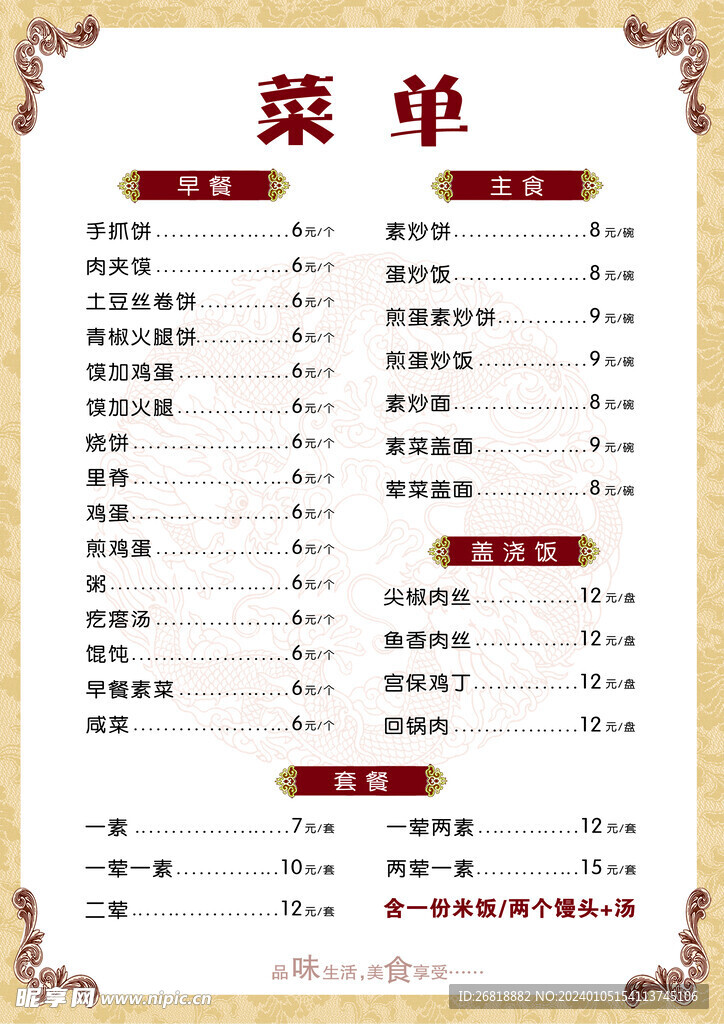 菜单
早餐
手抓饼..................6元/个
肉夹馍..................6元/个
土豆丝卷饼............6元/个
青椒火腿饼............6元/个
馍加鸡蛋...............6元/个
馍加火腿...............6元/个
烧饼.....................6元/个
里脊.....................6元/个
鸡蛋.....................6元/个
煎鸡蛋..................6元/个
粥........................6元/个
疙瘩汤..................6元/个
馄饨.....................6元/个
早餐素菜...............6元/个
咸菜.....................6元/个
主食
素炒饼..................8元/碗
蛋炒饭..................8元/碗
煎蛋素炒饼............9元/碗
煎蛋炒饭...............9元/碗
素炒面..................8元/碗
素菜盖面...............9元/碗
荤菜盖面...............8元/碗
盖浇饭
尖椒肉丝...............12元/盘
鱼香肉丝...............12元/盘
宫保鸡丁...............12元/盘
回锅肉..................12元/盘
套餐
一素.....................7元/套
一荤一素...............10元/套
二荤.....................12元/套
一荤两素...............12元/套
两荤一素...............15元/套
含一份米饭/两个馒头+汤
品味生活,美食享受……
昵享网 www.nipic.cn
ID:26818882 NO:20240105154113745106